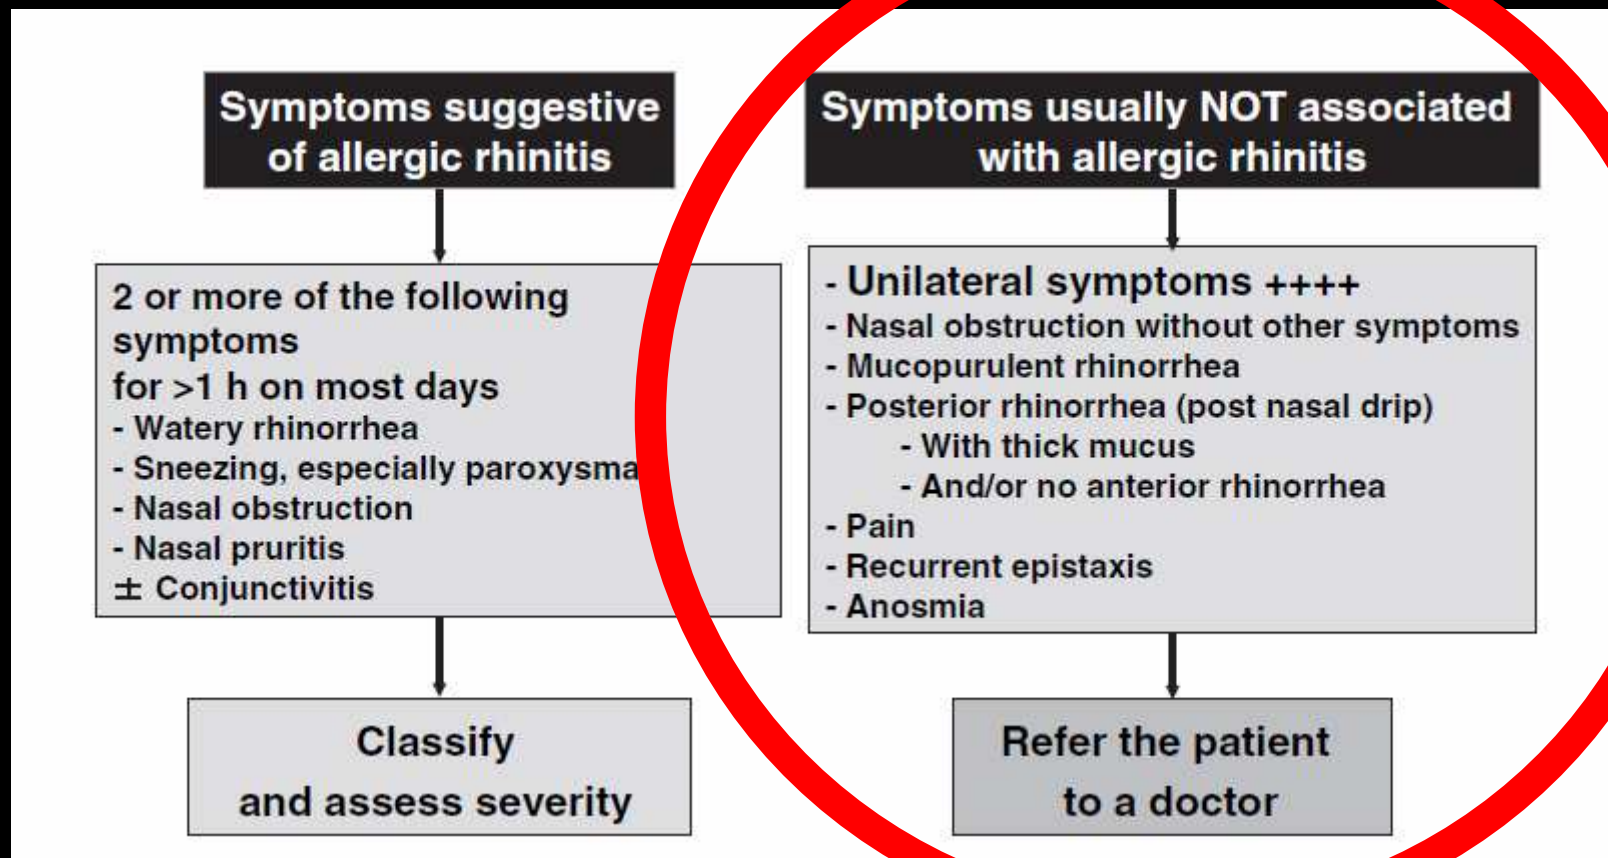 Symptoms suggestive
of allergic rhinitis
2 or more of the following
symptoms
for >1 h on most days
- Watery rhinorrhea
- Sneezing, especially paroxysma
- Nasal obstruction
- Nasal pruritis
± Conjunctivitis
Classify
and assess severity
Symptoms usually NOT associated
with allergic rhinitis
- Unilateral symptoms ++++
- Nasal obstruction without other symptoms
- Mucopurulent rhinorrhea
- Posterior rhinorrhea (post nasal drip)
- With thick mucus
- And/or no anterior rhinorrhea
- Pain
- Recurrent epistaxis
- Anosmia
Refer the patient
to a doctor